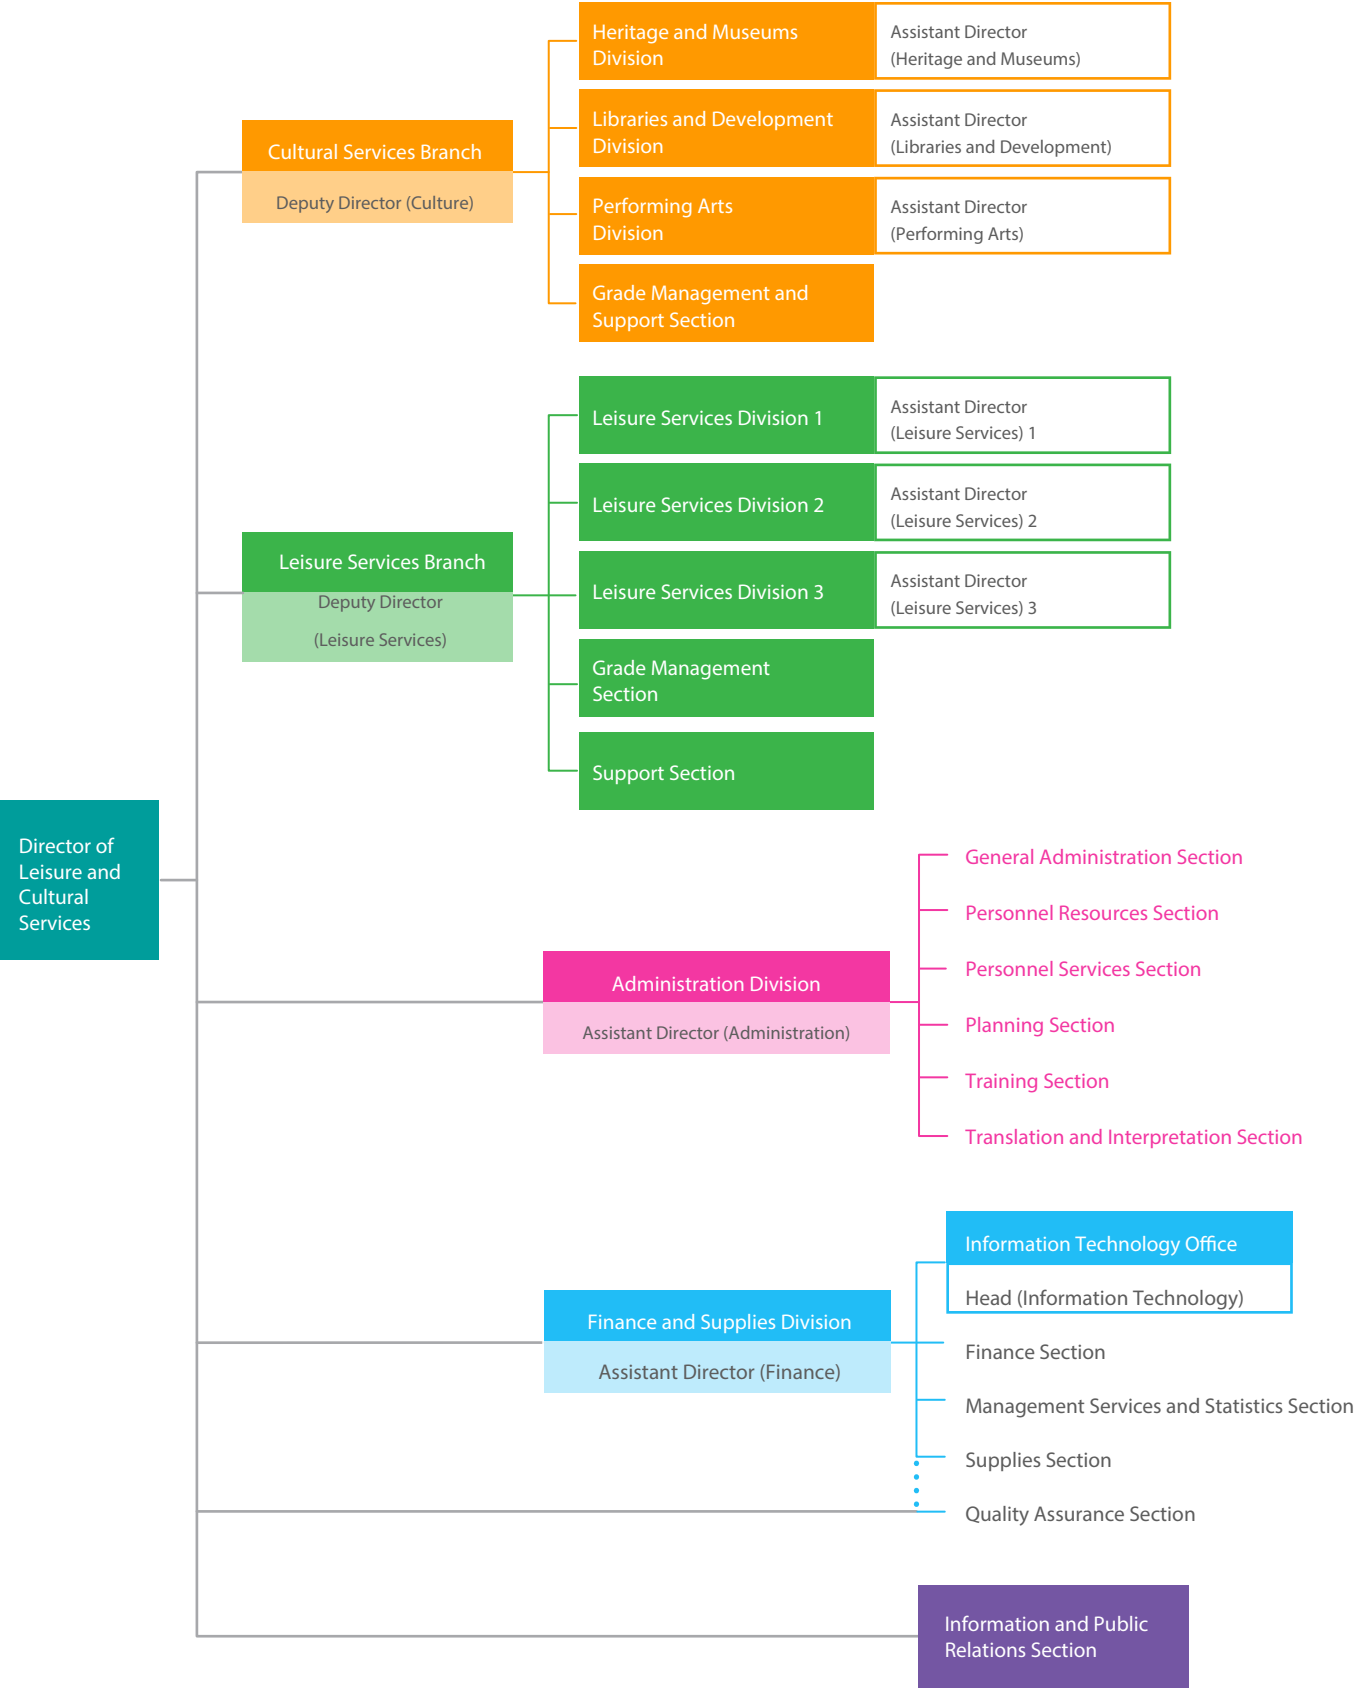 Heritage and Museums
Division
Assistant Director
(Heritage and Museums)
Libraries and Development
Division
Assistant Director
(Libraries and Development)
Cultural Services Branch
Deputy Director (Culture)
Performing Arts
Division
Assistant Director
(Performing Arts)
Grade Management and
Support Section
Leisure Services Division 1
Assistant Director
(Leisure Services) 1
Leisure Services Division 2
Assistant Director
(Leisure Services) 2
Leisure Services Branch
Deputy Director
(Leisure Services)
Leisure Services Division 3
Assistant Director
(Leisure Services) 3
Grade Management
Section
Support Section
Director of
Leisure and
Cultural
Services
Administration Division
Assistant Director (Administration)
General Administration Section
Personnel Resources Section
Personnel Services Section
Planning Section
Training Section
Translation and Interpretation Section
Finance and Supplies Division
Assistant Director (Finance)
Information Technology Office
Head (Information Technology)
Finance Section
Management Services and Statistics Section
Supplies Section
Quality Assurance Section
Information and Public
Relations Section